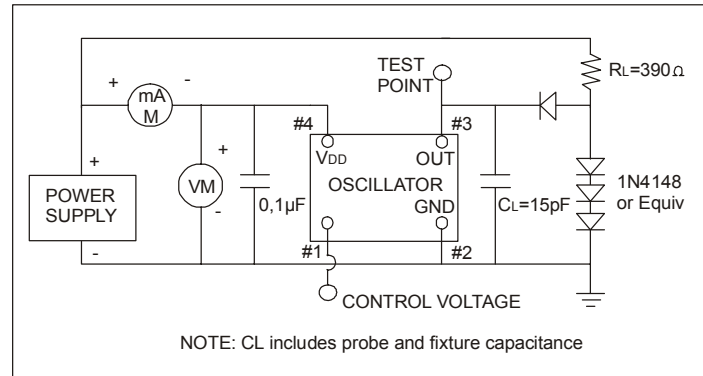 TEST
POINT
RL=390Ω
+ -
mA
M
#4 #3
+ +
VDD OUT
OSCILLATOR
VM 0,1µF
POWER
SUPPLY
1N4148
or Equiv
GND CL=15pF
- -
#1 #2
CONTROL VOLTAGE
NOTE: CL includes probe and fixture capacitance